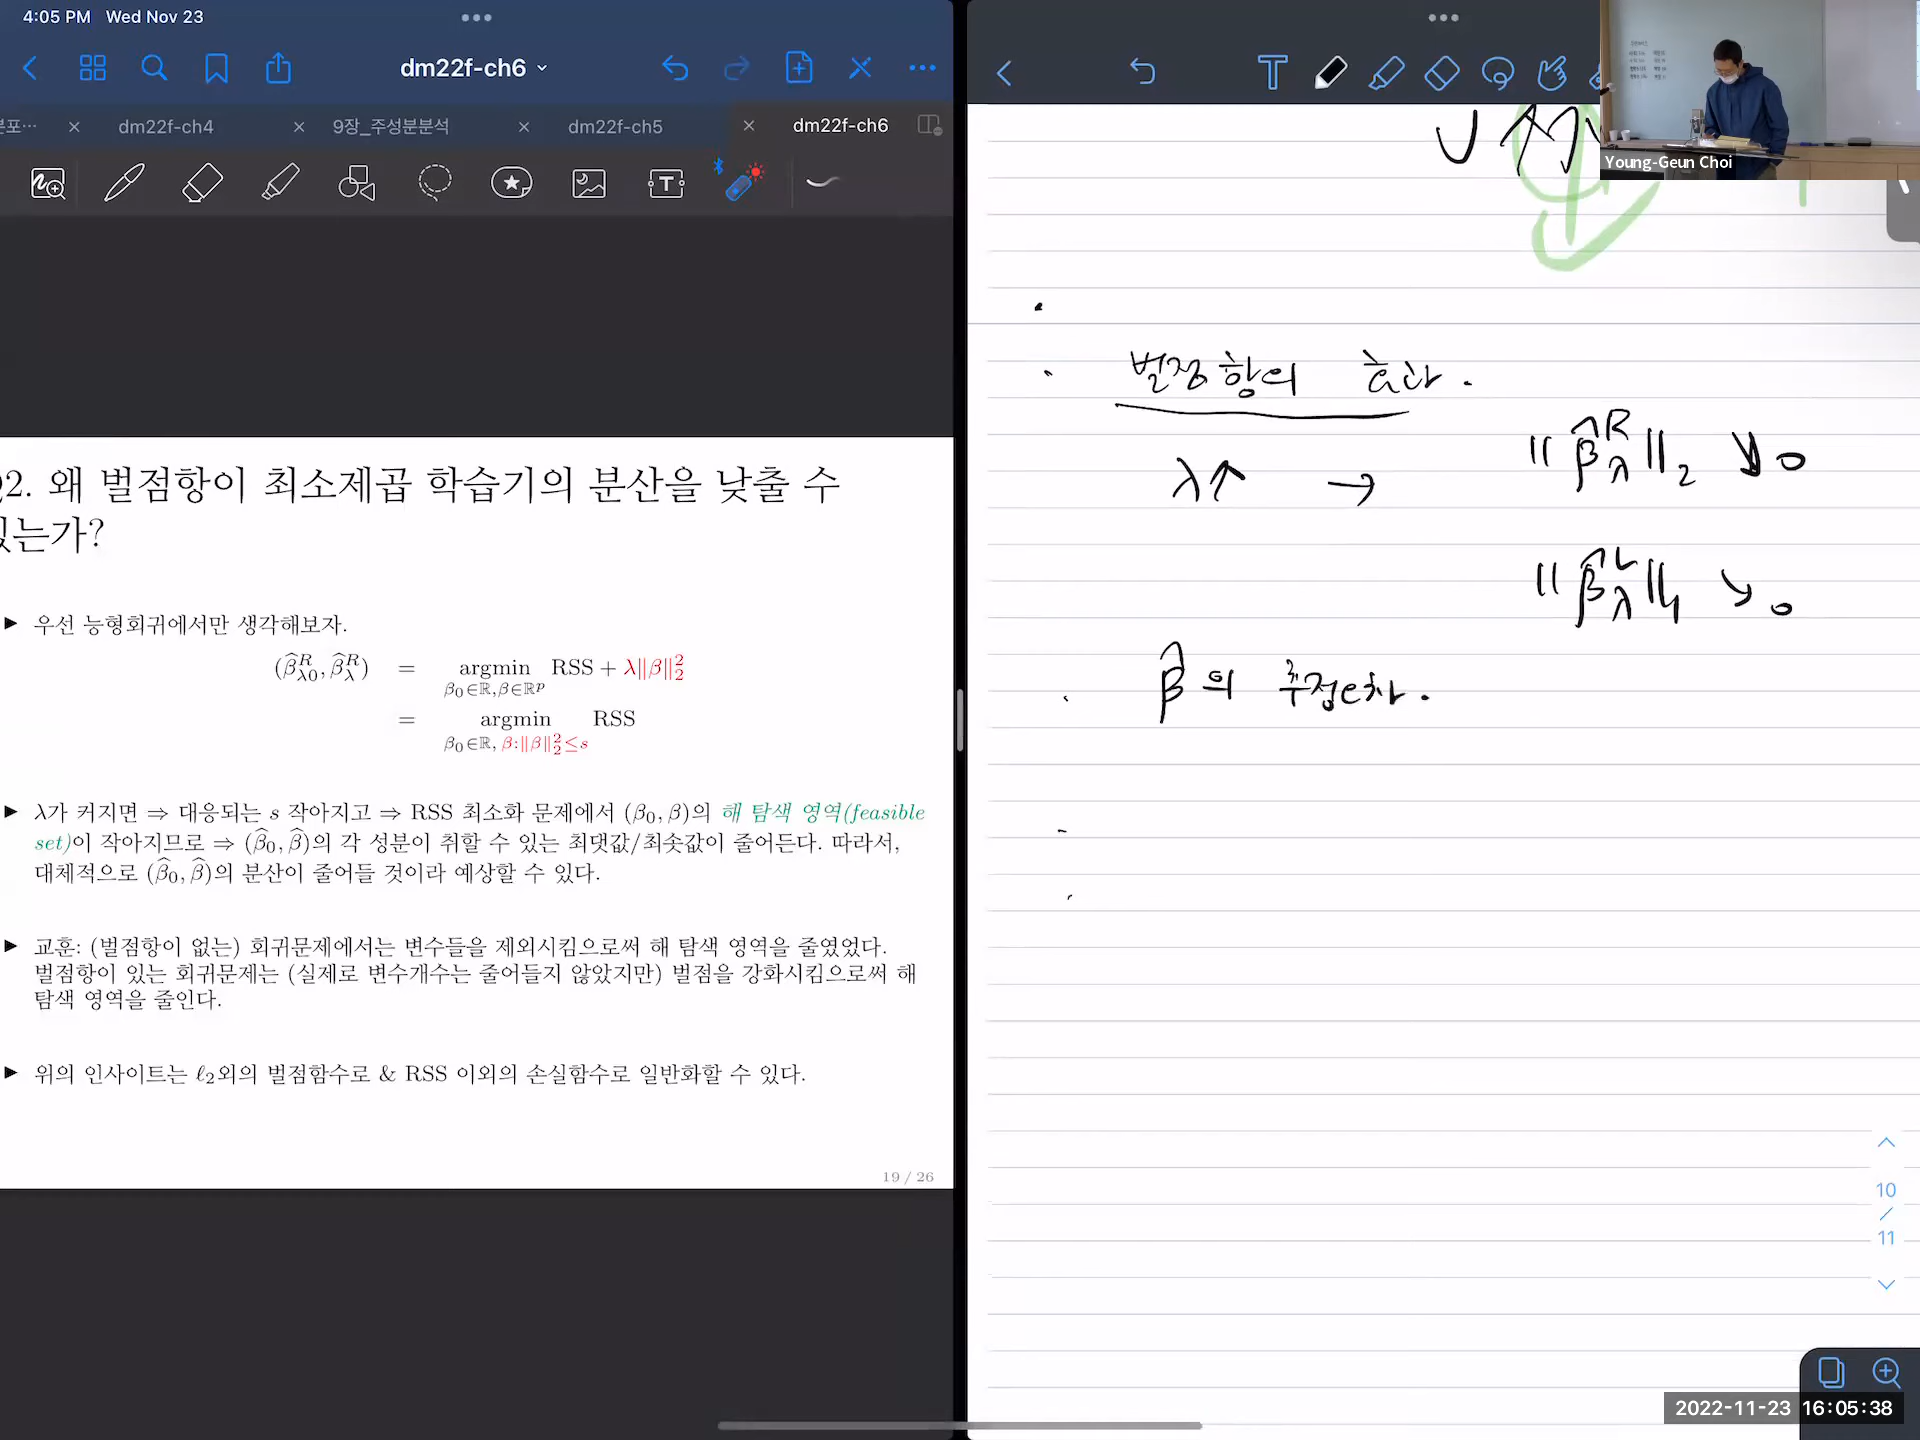 4:05 PM Wed Nov 23
dm22f-ch6
dm22f-ch4
9장_주성분분석
dm22f-ch5
dm22f-ch6
Young-Geun Choi
2. 왜 벌점항이 최소제곱 학습기의 분산을 낮출 수
있는가?
▶ 우선 능형회귀에서만 생각해보자.
(β̂^R_λ0, β̂^R_λ) = argmin_{β₀∈ℝ, β∈ℝ^p} RSS + λ‖β‖₂²
= argmin_{β₀∈ℝ, β:‖β‖₂²≤s} RSS
▶ λ가 커지면 ⇒ 대응되는 s 작아지고 ⇒ RSS 최소화 문제에서 (β₀, β)의 해 탐색 영역(feasible
set)이 작아지므로 ⇒ (β̂₀, β̂)의 각 성분이 취할 수 있는 최댓값/최솟값이 줄어든다. 따라서,
대체적으로 (β̂₀, β̂)의 분산이 줄어들 것이라 예상할 수 있다.
▶ 교훈: (벌점항이 없는) 회귀문제에서는 변수들을 제외시킴으로써 해 탐색 영역을 줄였었다.
벌점항이 있는 회귀문제는 (실제로 변수개수는 줄어들지 않았지만) 벌점을 강화시킴으로써 해
탐색 영역을 줄인다.
▶ 위의 인사이트는 ℓ₂외의 벌점함수로 & RSS 이외의 손실함수로 일반화할 수 있다.
19 / 26
벌점항의 효과.
λ↑ → ‖β̂^R_λ‖₂ ↘ 0
‖β̂^L_λ‖₁ ↘ 0
β̂의 추정오차.
10
/
11
2022-11-23 16:05:38